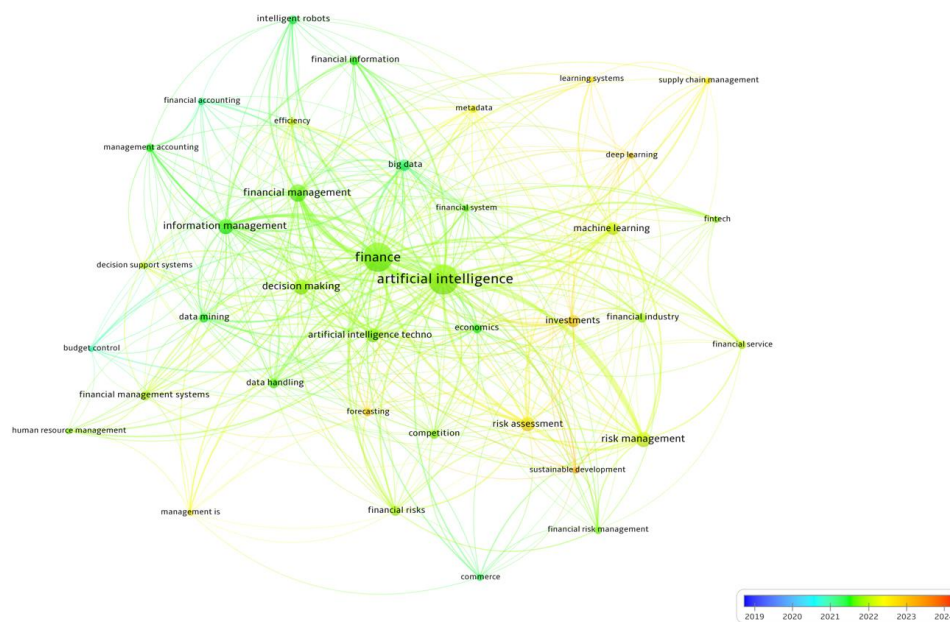 intelligent robots
financial information
learning systems
supply chain management
financial accounting
metadata
efficiency
management accounting
deep learning
big data
financial management
financial system
fintech
information management
machine learning
finance
decision support systems
artificial intelligence
decision making
data mining
investments
financial industry
economics
artificial intelligence techno
financial service
budget control
data handling
financial management systems
forecasting
risk assessment
human resource management
competition
risk management
sustainable development
financial risks
management is
financial risk management
commerce
2019 2020 2021 2022 2023